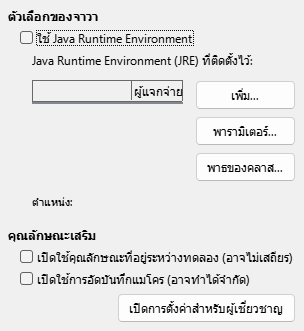 ตัวเลือกของจาวา
ใช้ Java Runtime Environment
Java Runtime Environment (JRE) ที่ติดตั้งไว้:
ผู้แจกจ่าย
เพิ่ม...
พารามิเตอร์...
พาธของคลาส...
ตำแหน่ง:
คุณลักษณะเสริม
เปิดใช้คุณลักษณะที่อยู่ระหว่างทดลอง (อาจไม่เสถียร)
เปิดใช้การอัดบันทึกแมโคร (อาจทำได้จำกัด)
เปิดการตั้งค่าสำหรับผู้เชี่ยวชาญ